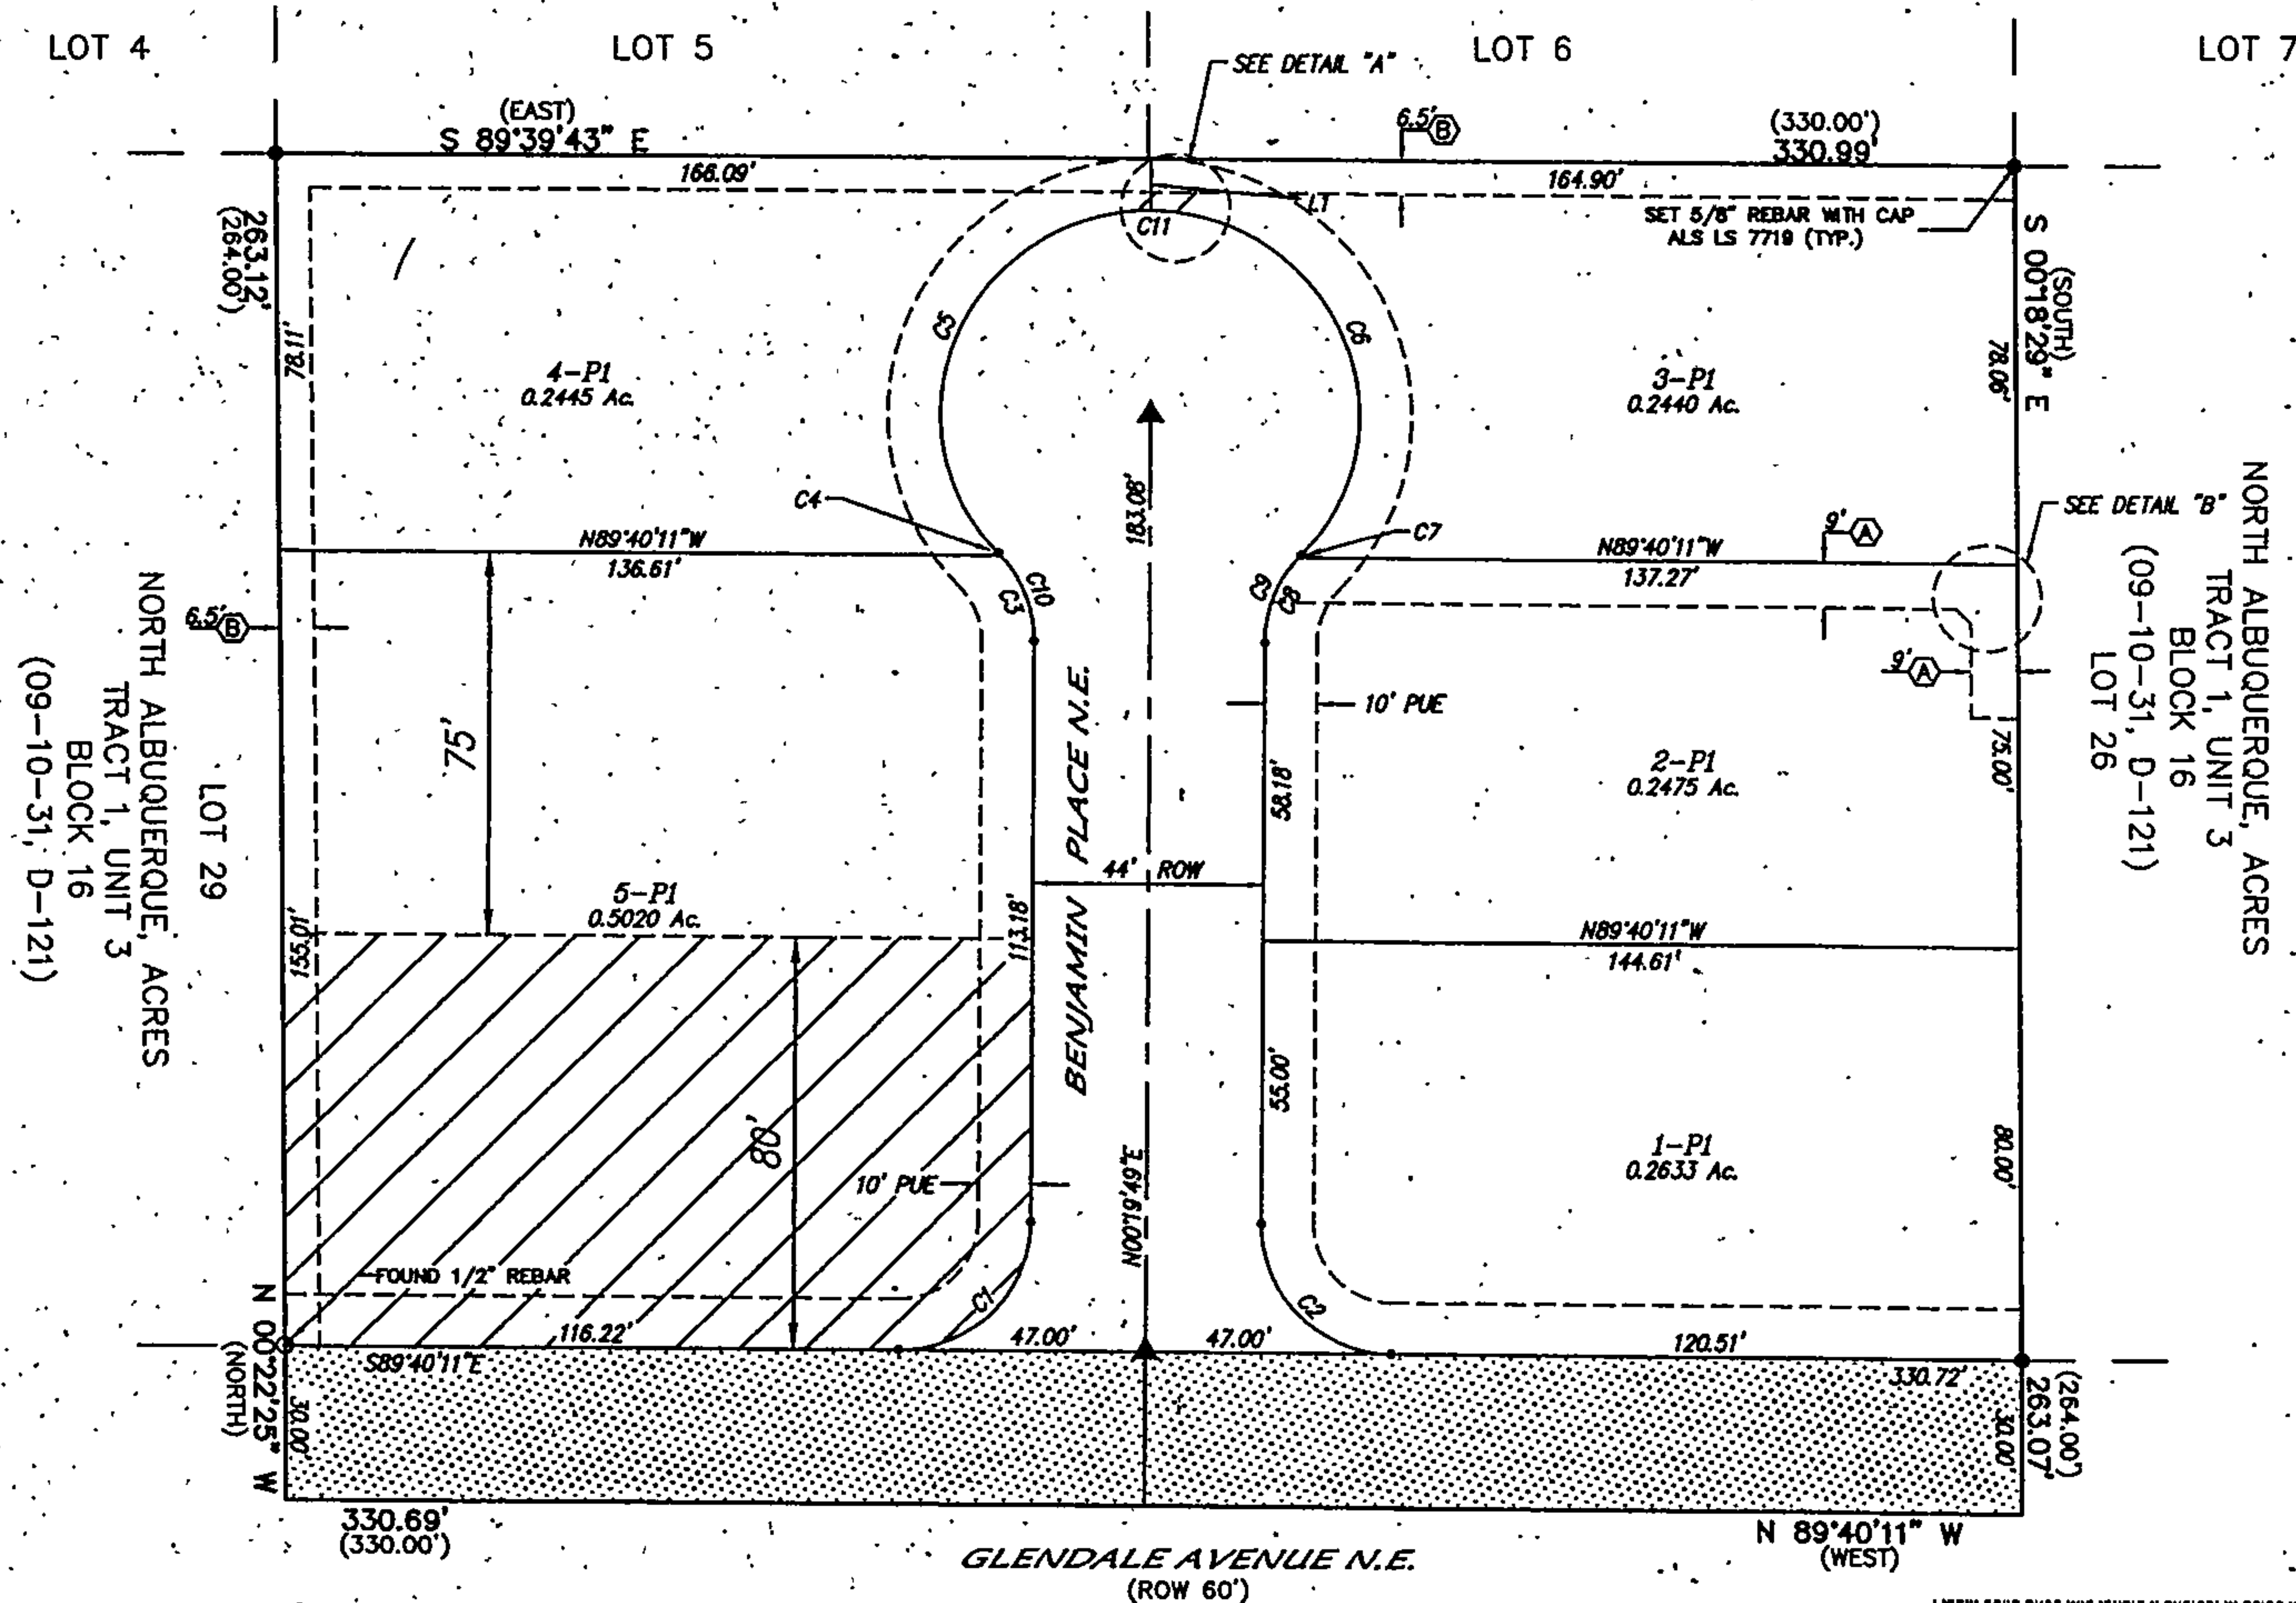 LOT 4
LOT 5
LOT 6
LOT 7
SEE DETAIL "A"
(EAST)
S 89°39'43" E
6.5' B
(330.00')
330.99'
166.09'
164.90'
L1
C11
SET 5/8" REBAR WITH CAP
ALS LS 7719 (TYP.)
263.12'
(264.00')
78.11'
(SOUTH)
S 00°18'29" E
78.06'
C5
C6
4-P1
0.2445 Ac.
3-P1
0.2440 Ac.
183.08'
C4
C7
SEE DETAIL "B"
N89°40'11"W
136.61'
N89°40'11"W
137.27'
9' A
C10
C3
C9
C8
6.5' B
9' A
NORTH ALBUQUERQUE, ACRES
TRACT 1, UNIT 3
BLOCK 16
(09-10-31, D-121)
LOT 29
NORTH ALBUQUERQUE, ACRES
TRACT 1, UNIT 3
BLOCK 16
(09-10-31, D-121)
LOT 26
75'
10' PUE
75.00'
58.18'
2-P1
0.2475 Ac.
BENJAMIN PLACE N.E.
44' ROW
5-P1
0.5020 Ac.
155.01'
113.18'
N89°40'11"W
144.61'
80'
55.00'
10' PUE
N00°19'49"E
1-P1
0.2633 Ac.
80.00'
FOUND 1/2" REBAR
C1
C2
116.22'
47.00'
47.00'
120.51'
S89°40'11"E
330.72'
N 00°22'25" W
(NORTH)
30.00'
(264.00')
263.07'
30.00'
330.69'
(330.00')
N 89°40'11" W
(WEST)
GLENDALE AVENUE N.E.
(ROW 60')